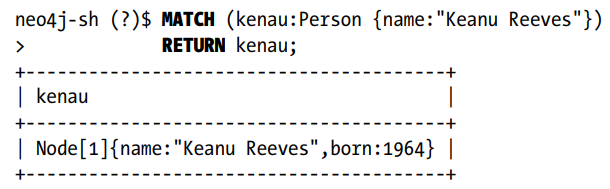 neo4j-sh (?)$ MATCH (kenau:Person {name:"Keanu Reeves"})
>             RETURN kenau;
+----------------------------------------+
| kenau                                  |
+----------------------------------------+
| Node[1]{name:"Keanu Reeves",born:1964} |
+----------------------------------------+